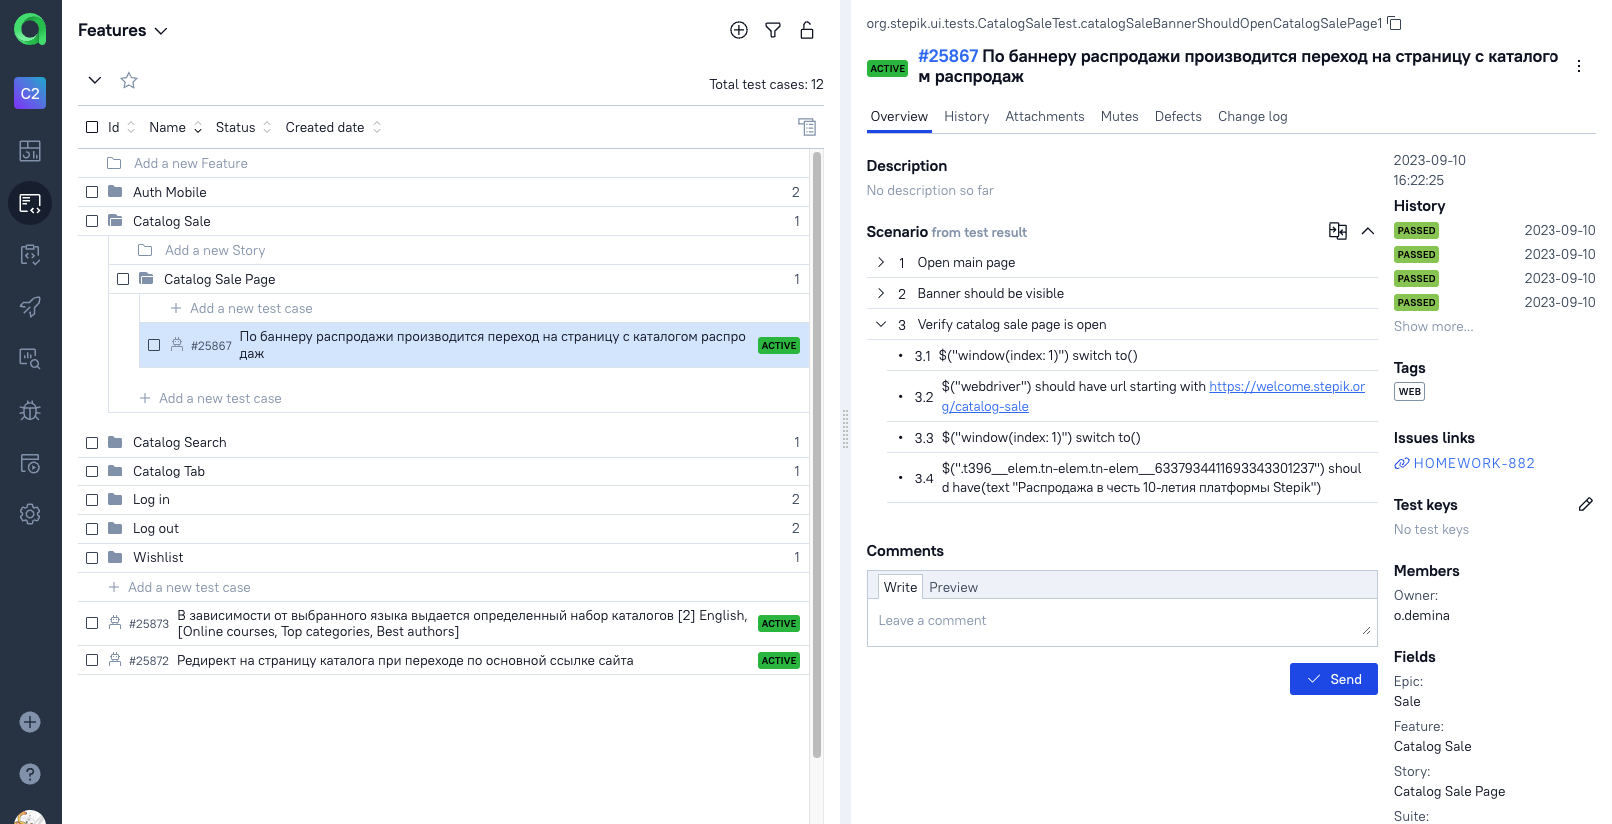 Features
C2
Total test cases: 12
Id Name Status Created date
Add a new Feature
Auth Mobile 2
Catalog Sale 1
Add a new Story
Catalog Sale Page 1
Add a new test case
#25867 По баннеру распродажи производится переход на страницу с каталогом распро
даж
ACTIVE
Add a new test case
Catalog Search 1
Catalog Tab 1
Log in 2
Log out 2
Wishlist 1
Add a new test case
#25873 В зависимости от выбранного языка выдается определенный набор каталогов [2] English,
[Online courses, Top categories, Best authors]
ACTIVE
#25872 Редирект на страницу каталога при переходе по основной ссылке сайта ACTIVE
?
org.stepik.ui.tests.CatalogSaleTest.catalogSaleBannerShouldOpenCatalogSalePage1
ACTIVE
#25867 По баннеру распродажи производится переход на страницу с каталого
м распродаж
Overview History Attachments Mutes Defects Change log
Description
No description so far
Scenario from test result
1 Open main page
2 Banner should be visible
3 Verify catalog sale page is open
• 3.1 $("window(index: 1)") switch to()
• 3.2 $("webdriver") should have url starting with https://welcome.stepik.or
g/catalog-sale
• 3.3 $("window(index: 1)") switch to()
• 3.4 $(".t396__elem.tn-elem.tn-elem__6337934411693343301237") shoul
d have(text "Распродажа в честь 10-летия платформы Stepik")
Comments
Write Preview
Leave a comment
Send
2023-09-10
16:22:25
History
PASSED 2023-09-10
PASSED 2023-09-10
PASSED 2023-09-10
PASSED 2023-09-10
Show more...
Tags
WEB
Issues links
HOMEWORK-882
Test keys
No test keys
Members
Owner:
o.demina
Fields
Epic:
Sale
Feature:
Catalog Sale
Story:
Catalog Sale Page
Suite: